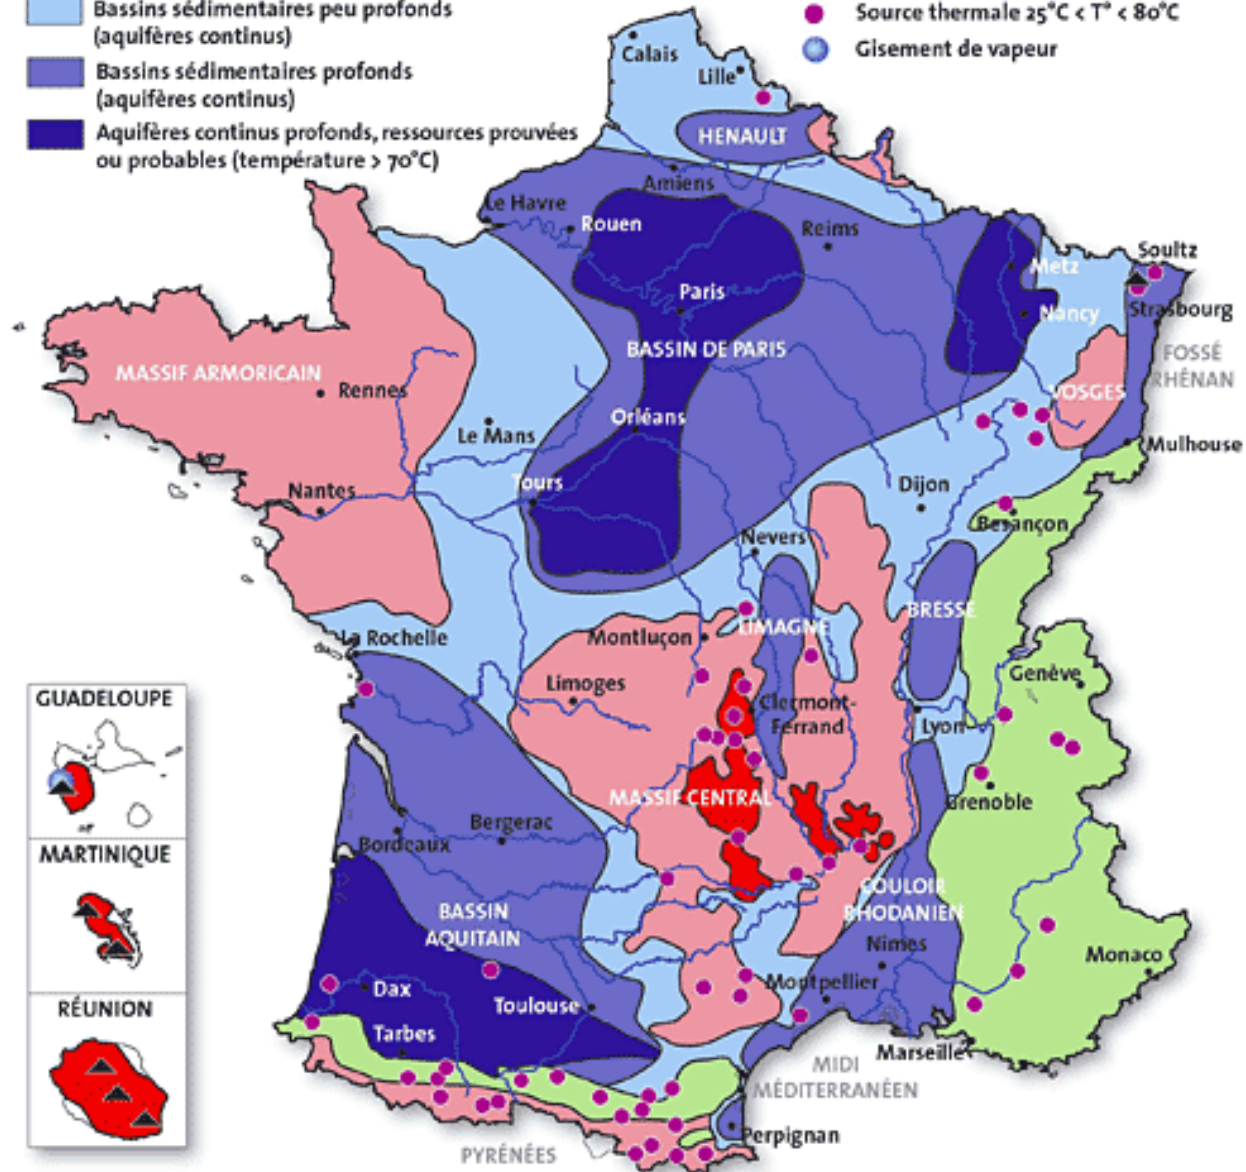 Bassins sédimentaires peu profonds
(aquifères continus)
Bassins sédimentaires profonds
(aquifères continus)
Aquifères continus profonds, ressources prouvées
ou probables (température > 70°C)
Source thermale 25°C < T° < 80°C
Gisement de vapeur
Calais
Lille
HENAULT
Amiens
Le Havre
Rouen
Reims
Metz
Soultz
Paris
Nancy
Strasbourg
BASSIN DE PARIS
FOSSÉ
RHÉNAN
MASSIF ARMORICAIN
Rennes
VOSGES
Orléans
Le Mans
Mulhouse
Tours
Dijon
Nantes
Besançon
Nevers
BRESSE
LIMAGNE
La Rochelle
Montluçon
Genève
Limoges
Clermont-
Ferrand
Lyon
GUADELOUPE
MASSIF CENTRAL
Grenoble
Bergerac
Bordeaux
MARTINIQUE
COULOIR
RHODANIEN
BASSIN
AQUITAIN
Nîmes
Monaco
Montpellier
Dax
Toulouse
RÉUNION
Tarbes
Marseille
MIDI
MÉDITERRANÉEN
Perpignan
PYRÉNÉES